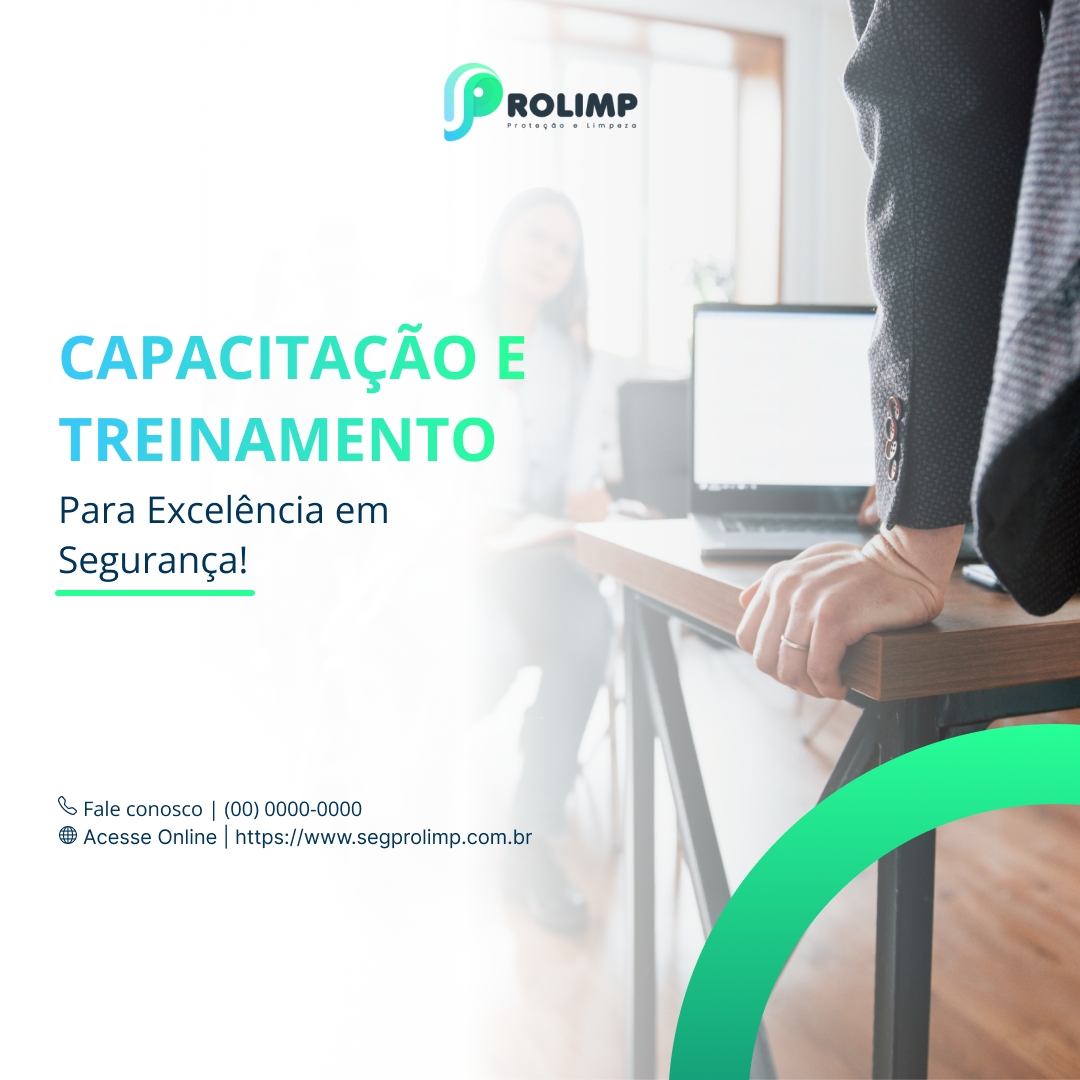 PROLIMP
Proteção e Limpeza
CAPACITAÇÃO E
TREINAMENTO
Para Excelência em
Segurança!
Fale conosco | (00) 0000-0000
Acesse Online | https://www.segprolimp.com.br